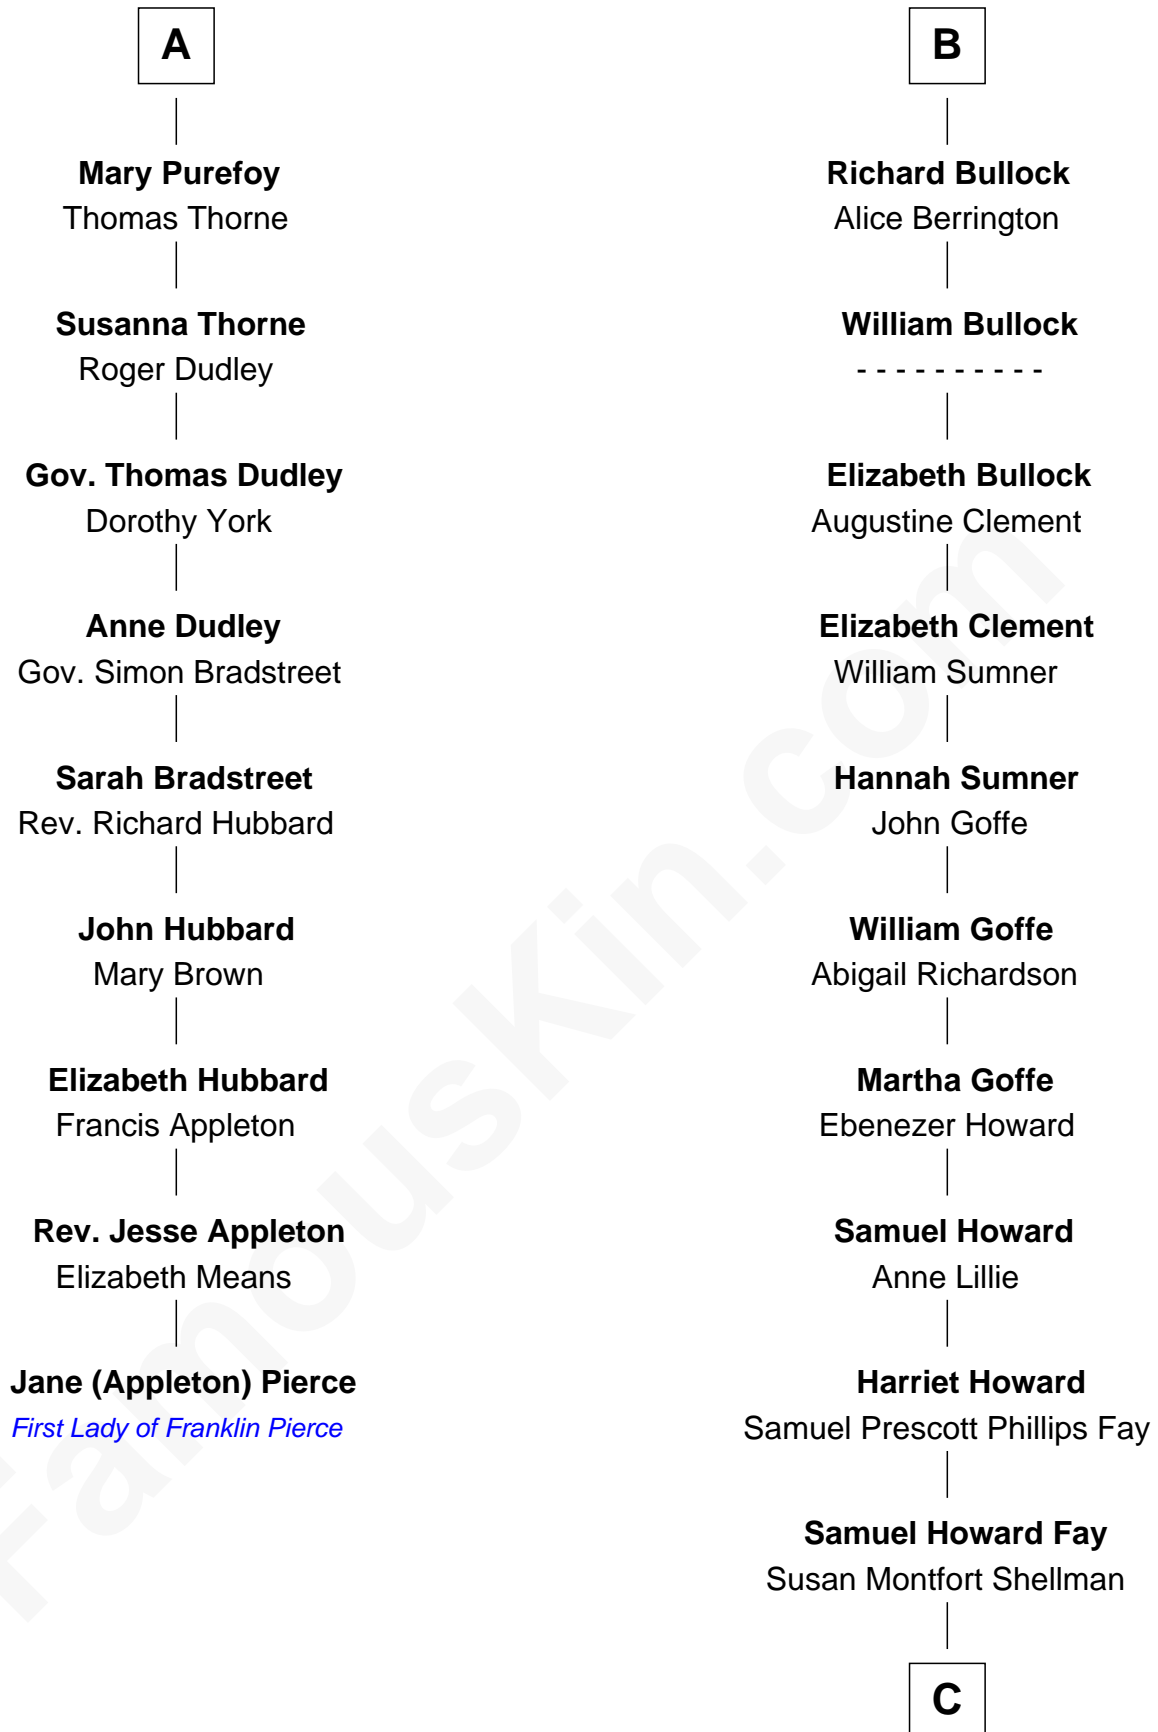 A
Mary Purefoy
Thomas Thorne
Susanna Thorne
Roger Dudley
Gov. Thomas Dudley
Dorothy York
Anne Dudley
Gov. Simon Bradstreet
Sarah Bradstreet
Rev. Richard Hubbard
John Hubbard
Mary Brown
Elizabeth Hubbard
Francis Appleton
Rev. Jesse Appleton
Elizabeth Means
Jane (Appleton) Pierce
First Lady of Franklin Pierce
B
Richard Bullock
Alice Berrington
William Bullock
- - - - - - - - - -
Elizabeth Bullock
Augustine Clement
Elizabeth Clement
William Sumner
Hannah Sumner
John Goffe
William Goffe
Abigail Richardson
Martha Goffe
Ebenezer Howard
Samuel Howard
Anne Lillie
Harriet Howard
Samuel Prescott Phillips Fay
Samuel Howard Fay
Susan Montfort Shellman
C
FamousKin.com